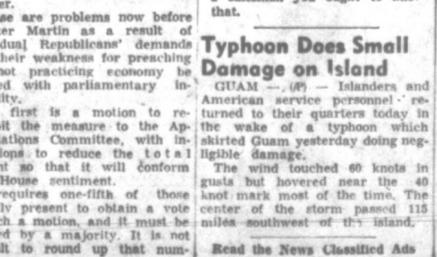 er.
se are problems now before
er Martin as a result of
dual Republicans' demands
heir weakness for preaching
not practicing economy be
ed with parliamentary in-
ity.
first is a motion to re-
it the measure to the Ap-
iations Committee, with in-
ions to reduce the total
nt so that it will conform
House sentiment.
requires one-fifth of those
ly present to obtain a vote
ch a motion, and it must be
ed by a majority. It is not
lt to round up that num-
that.
Typhoon Does Small
Damage on Island
GUAM —, (AP) — Islanders and
American service personnel re-
turned to their quarters today in
the wake of a typhoon which
skirted Guam yesterday doing neg-
ligible damage.
The wind touched 60 knots in
gusts but hovered near the 40
knot mark most of the time. The
center of the storm passed 115
miles southwest of the island.
Read the News Classified Ads